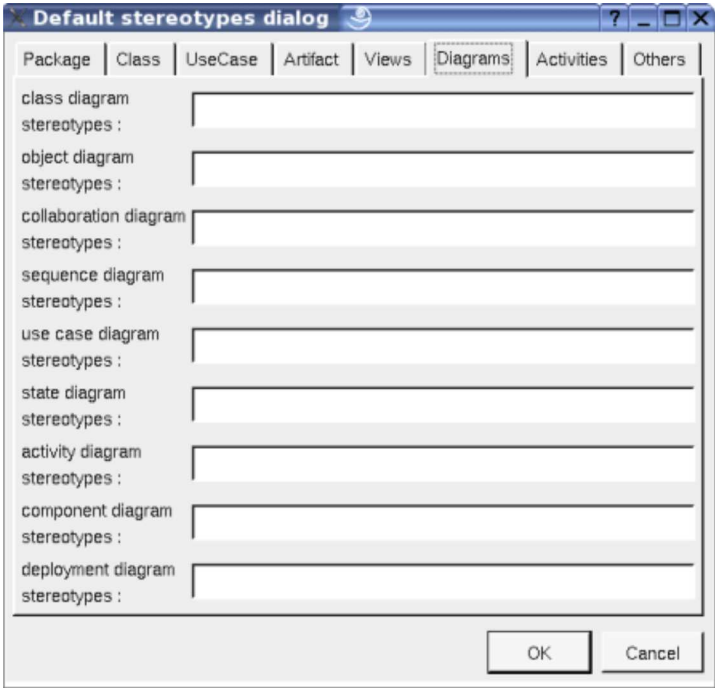 Default stereotypes dialog ? _ □ X
Package Class UseCase Artifact Views Diagrams Activities Others
class diagram
stereotypes :
object diagram
stereotypes :
collaboration diagram
stereotypes :
sequence diagram
stereotypes :
use case diagram
stereotypes :
state diagram
stereotypes :
activity diagram
stereotypes :
component diagram
stereotypes :
deployment diagram
stereotypes :
OK Cancel